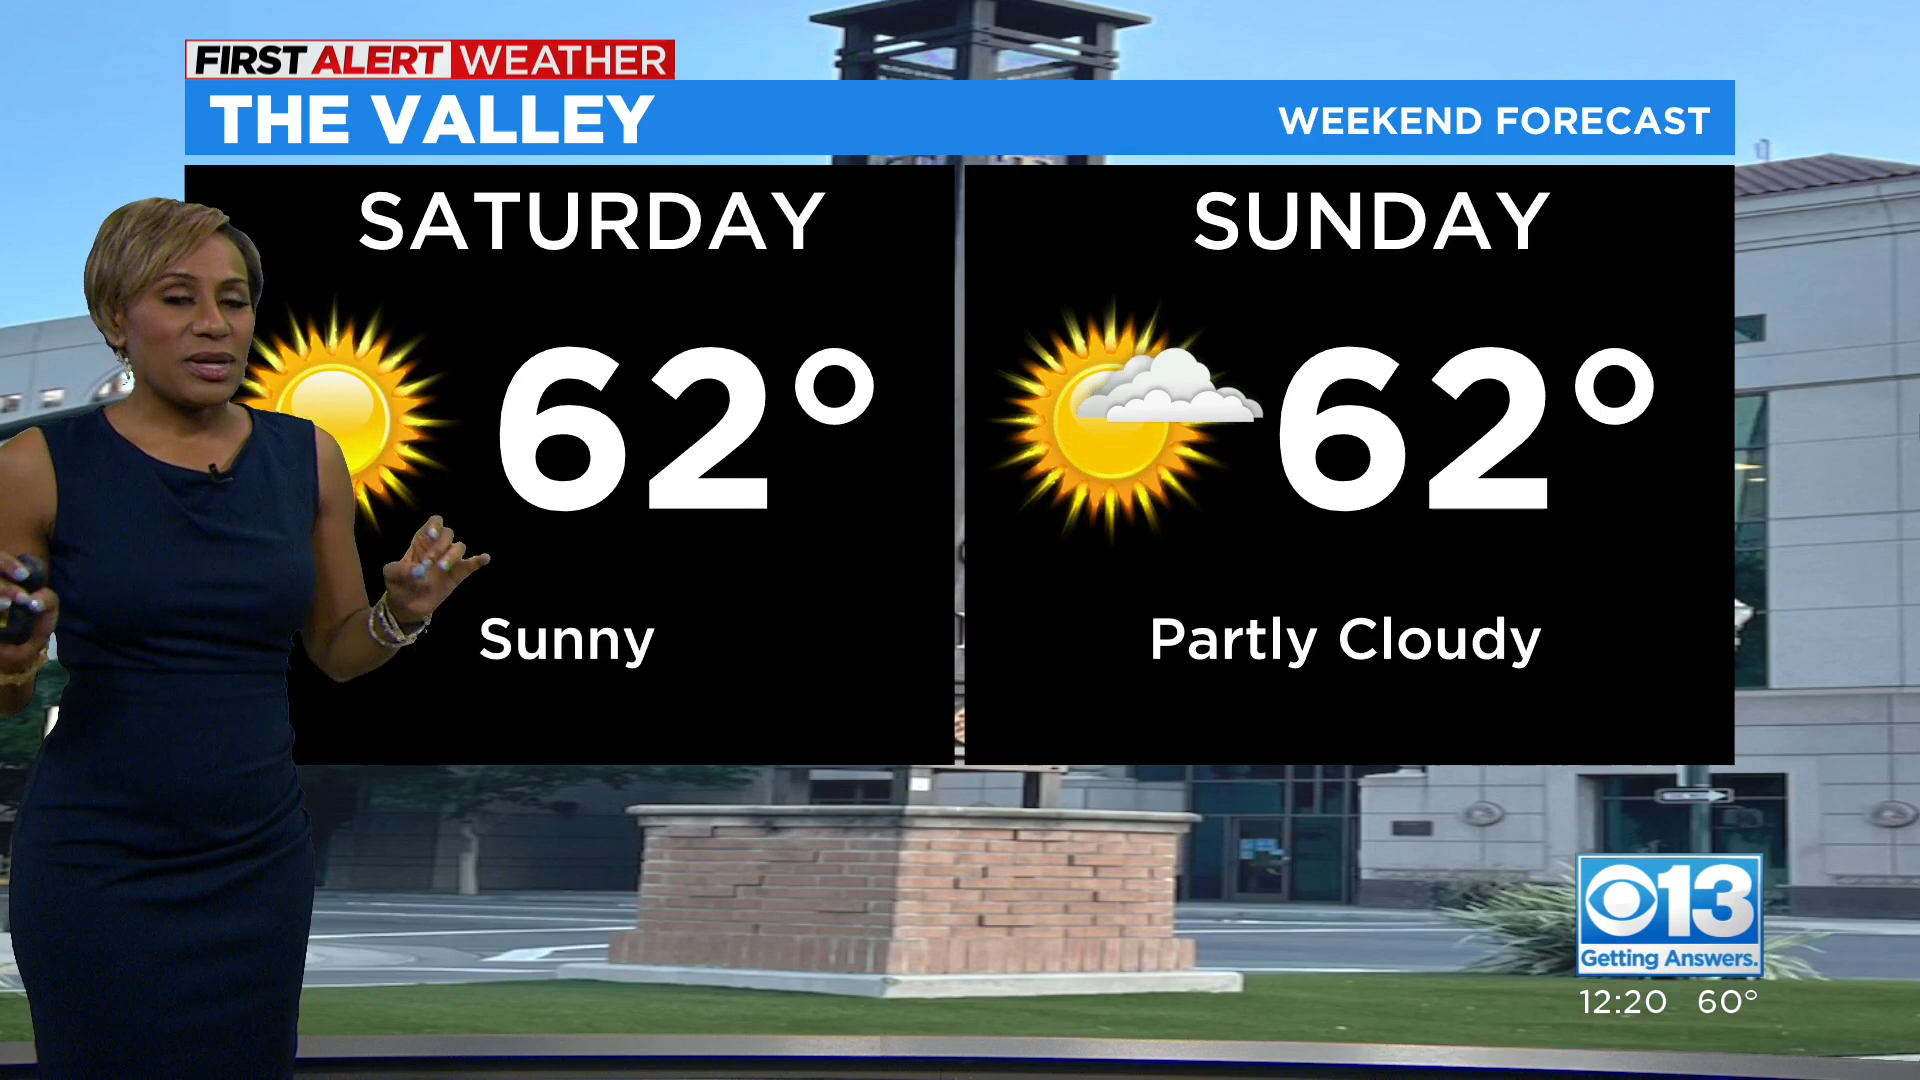 FIRST ALERT WEATHER
THE VALLEY
WEEKEND FORECAST
SATURDAY
62°
Sunny
SUNDAY
62°
Partly Cloudy
13
Getting Answers.
12:20 60°